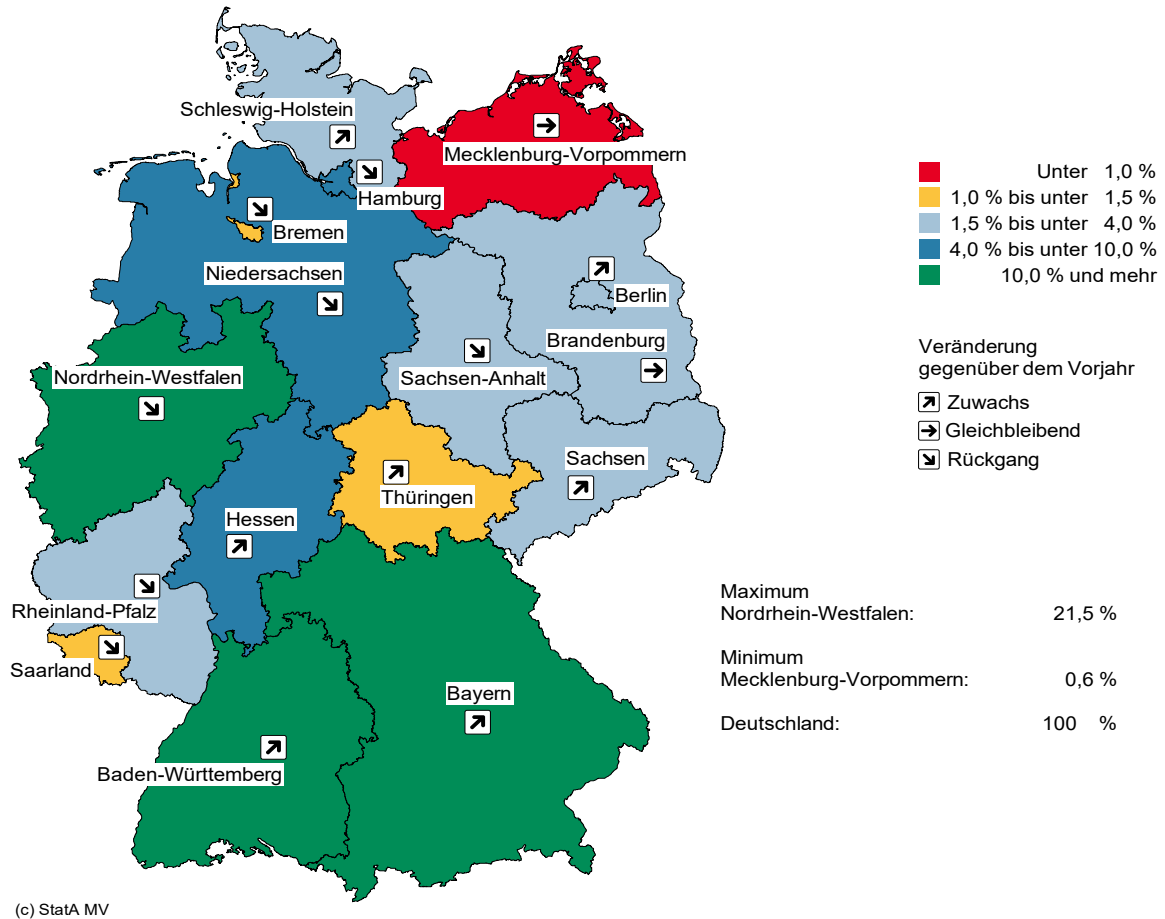 Schleswig-Holstein
Mecklenburg-Vorpommern
Hamburg
Bremen
Niedersachsen
Berlin
Brandenburg
Nordrhein-Westfalen
Sachsen-Anhalt
Sachsen
Thüringen
Hessen
Rheinland-Pfalz
Saarland
Bayern
Baden-Württemberg
Unter 1,0 %
1,0 % bis unter 1,5 %
1,5 % bis unter 4,0 %
4,0 % bis unter 10,0 %
10,0 % und mehr
Veränderung
gegenüber dem Vorjahr
Zuwachs
Gleichbleibend
Rückgang
Maximum
Nordrhein-Westfalen: 21,5 %
Minimum
Mecklenburg-Vorpommern: 0,6 %
Deutschland: 100 %
(c) StatA MV